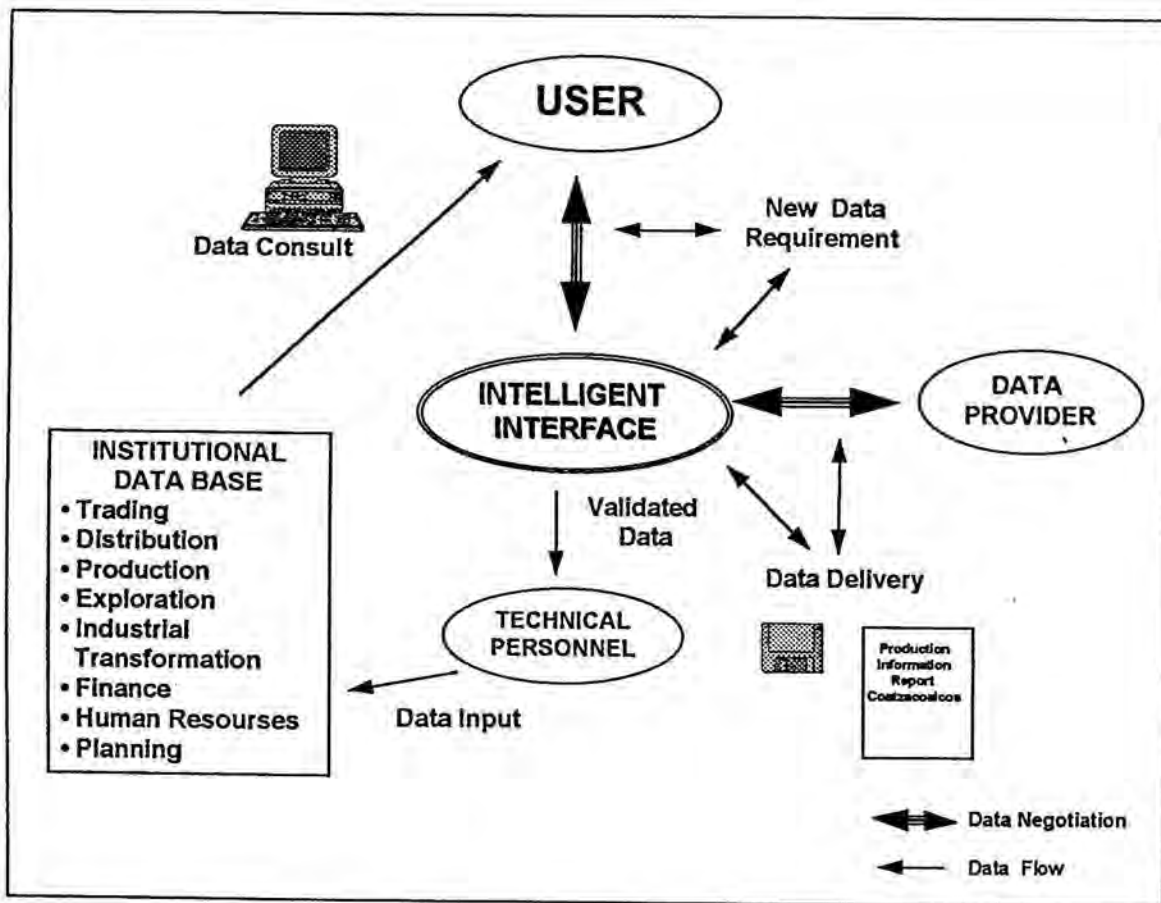 USER
Data Consult
New Data
Requirement
INTELLIGENT
INTERFACE
DATA
PROVIDER
INSTITUTIONAL
DATA BASE
• Trading
• Distribution
• Production
• Exploration
• Industrial
Transformation
• Finance
• Human Resourses
• Planning
Validated
Data
TECHNICAL
PERSONNEL
Data Input
Data Delivery
Production
Information
Report
Coatzacoalcos
Data Negotiation
Data Flow